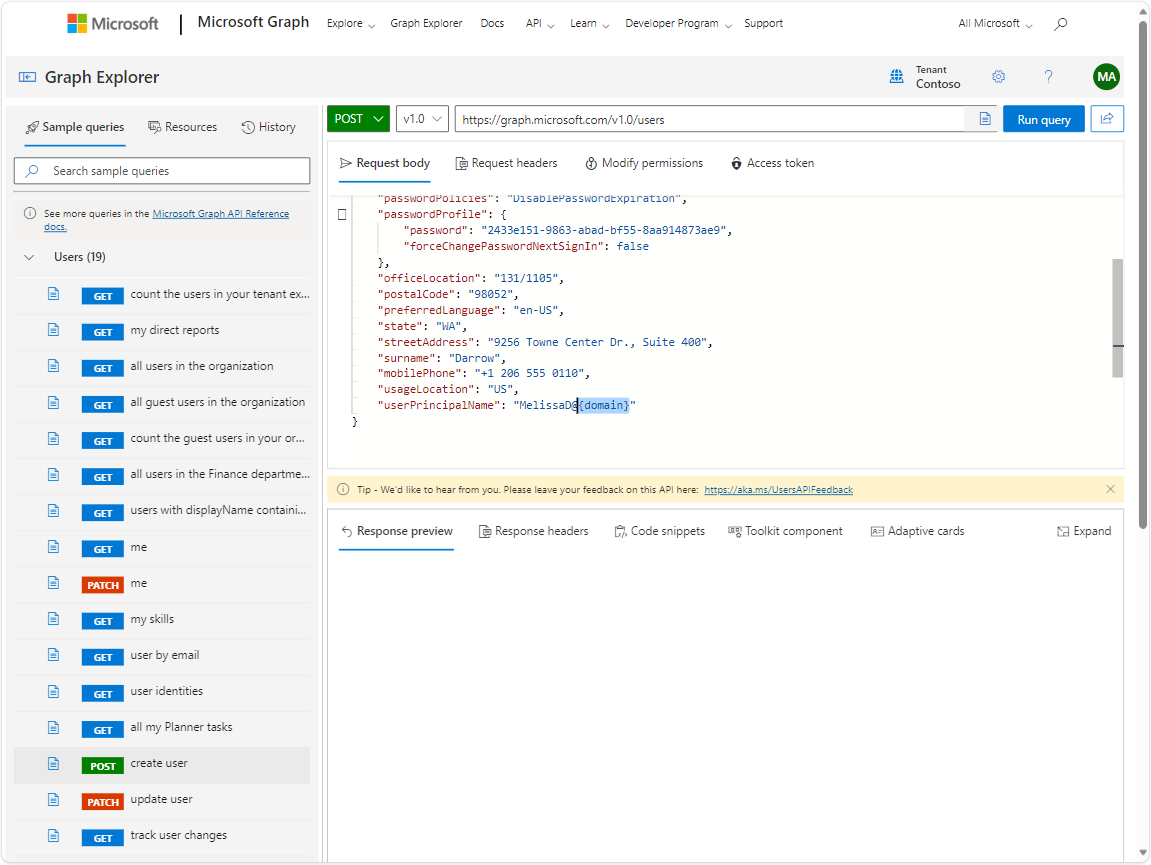 Microsoft | Microsoft Graph Explore Graph Explorer Docs API Learn Developer Program Support All Microsoft
Graph Explorer Tenant Contoso ? MA
Sample queries Resources History
Search sample queries
See more queries in the Microsoft Graph API Reference
docs.
Users (19)
GET count the users in your tenant ex...
GET my direct reports
GET all users in the organization
GET all guest users in the organization
GET count the guest users in your or...
GET all users in the Finance departme...
GET users with displayName containi...
GET me
PATCH me
GET my skills
GET user by email
GET user identities
GET all my Planner tasks
POST create user
PATCH update user
GET track user changes
POST v1.0 https://graph.microsoft.com/v1.0/users Run query
Request body Request headers Modify permissions Access token
"passwordPolicies": "DisablePasswordExpiration",
"passwordProfile": {
"password": "2433e151-9863-abad-bf55-8aa914873ae9",
"forceChangePasswordNextSignIn": false
},
"officeLocation": "131/1105",
"postalCode": "98052",
"preferredLanguage": "en-US",
"state": "WA",
"streetAddress": "9256 Towne Center Dr., Suite 400",
"surname": "Darrow",
"mobilePhone": "+1 206 555 0110",
"usageLocation": "US",
"userPrincipalName": "MelissaD@{domain}"
}
Tip - We'd like to hear from you. Please leave your feedback on this API here: https://aka.ms/UsersAPIFeedback
Response preview Response headers Code snippets Toolkit component Adaptive cards Expand